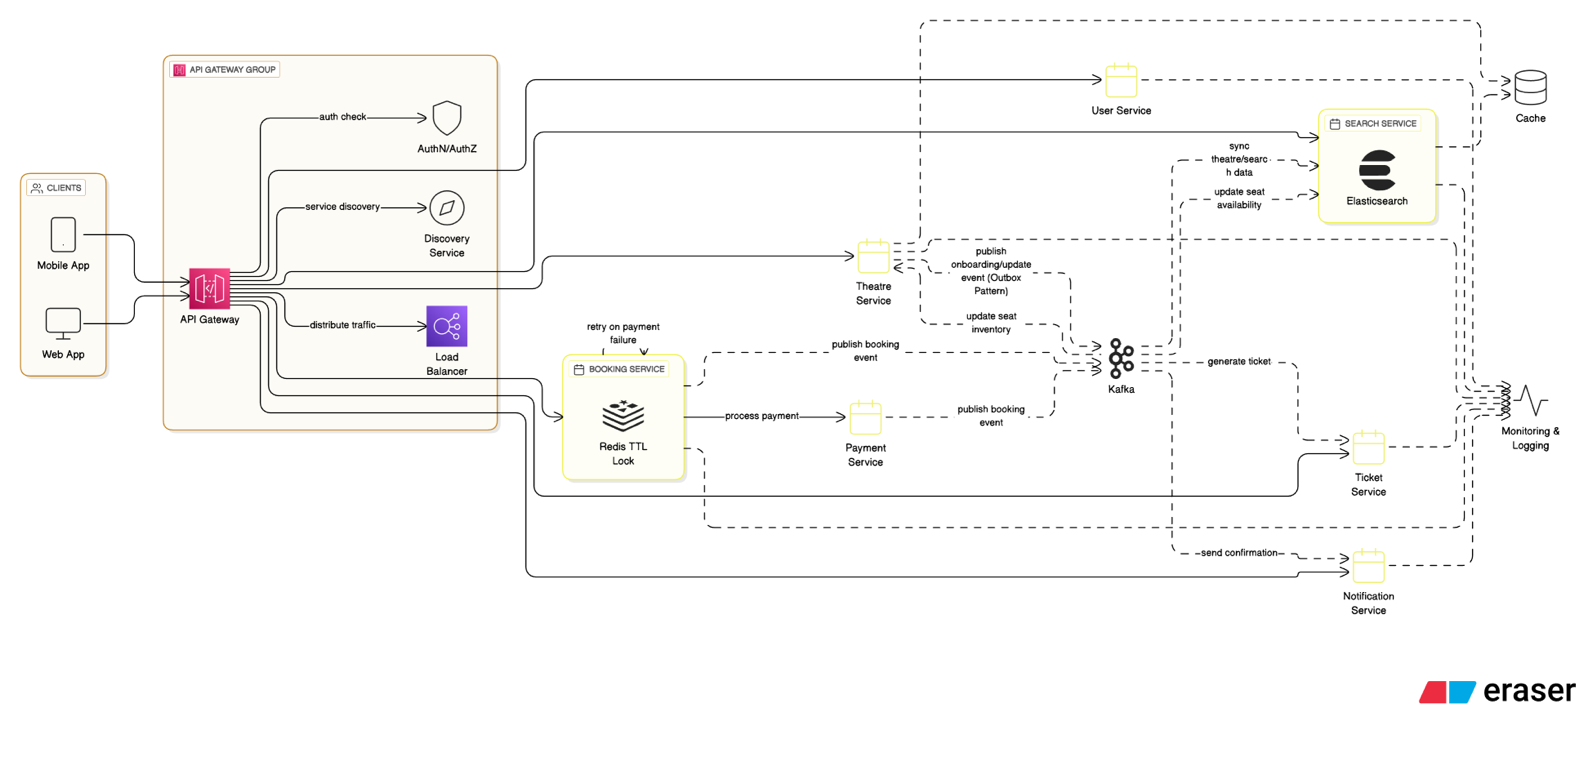 API GATEWAY GROUP
auth check
AuthN/AuthZ
service discovery
Discovery
Service
distribute traffic
Load
Balancer
API Gateway
CLIENTS
Mobile App
Web App
User Service
Cache
SEARCH SERVICE
Elasticsearch
sync
theatre/searc
h data
update seat
availability
Theatre
Service
publish
onboarding/update
event (Outbox
Pattern)
update seat
inventory
retry on payment
failure
BOOKING SERVICE
Redis TTL
Lock
publish booking
event
process payment
Payment
Service
publish booking
event
Kafka
generate ticket
Ticket
Service
Monitoring &
Logging
send confirmation
Notification
Service
eraser